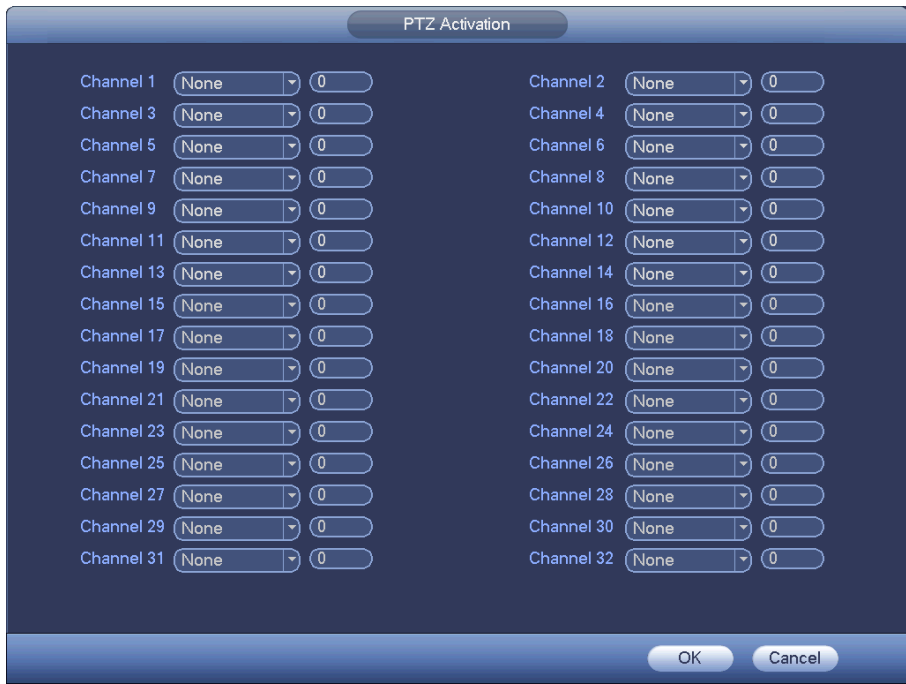 PTZ Activation
Channel 1 None 0 Channel 2 None 0
Channel 3 None 0 Channel 4 None 0
Channel 5 None 0 Channel 6 None 0
Channel 7 None 0 Channel 8 None 0
Channel 9 None 0 Channel 10 None 0
Channel 11 None 0 Channel 12 None 0
Channel 13 None 0 Channel 14 None 0
Channel 15 None 0 Channel 16 None 0
Channel 17 None 0 Channel 18 None 0
Channel 19 None 0 Channel 20 None 0
Channel 21 None 0 Channel 22 None 0
Channel 23 None 0 Channel 24 None 0
Channel 25 None 0 Channel 26 None 0
Channel 27 None 0 Channel 28 None 0
Channel 29 None 0 Channel 30 None 0
Channel 31 None 0 Channel 32 None 0
OK Cancel